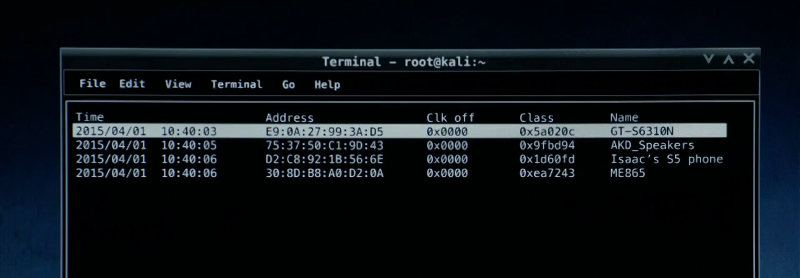 Terminal – root@kali:~
File Edit View Terminal Go Help
Time Address Clk off Class Name
2015/04/01 10:40:03 E9:0A:27:99:3A:D5 0x0000 0x5a020c GT-S6310N
2015/04/01 10:40:05 75:37:50:C1:9D:43 0x0000 0x9fbd94 AKD_Speakers
2015/04/01 10:40:06 D2:C8:92:1B:56:6E 0x0000 0x1d60fd Isaac's S5 phone
2015/04/01 10:40:06 30:8D:B8:A0:D2:0A 0x0000 0xea7243 ME865